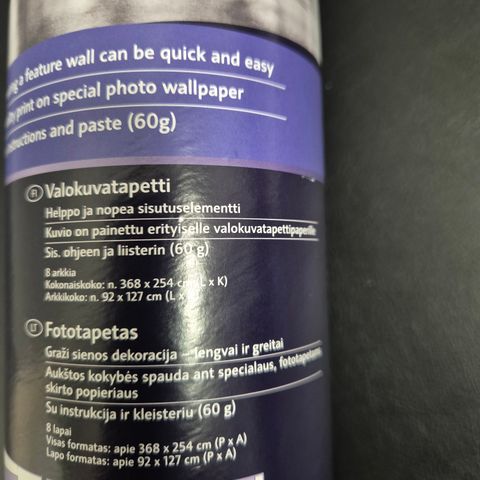 a feature wall can be quick and easy
print on special photo wallpaper
and paste (60g)
FI Valokuvatapetti
Helppo ja nopea sisutuselementti
Kuvio on painettu erityiselle valokuvatapettipaperille
Sis. ohjeen ja liisterin (60 g)
8 arkkia
Kokonaiskoko: n. 368 x 254 cm (L x K)
Arkkikoko: n. 92 x 127 cm (L x
LT Fototapetas
Graži sienos dekoracija – lengvai ir greitai
Aukštos kokybės spauda ant specialaus, fototapetams
skirto popieriaus
Su instrukcija ir kleisteriu (60 g)
8 lapai
Visas formatas: apie 368 x 254 cm (P x A)
Lapo formatas: apie 92 x 127 cm (P x A)